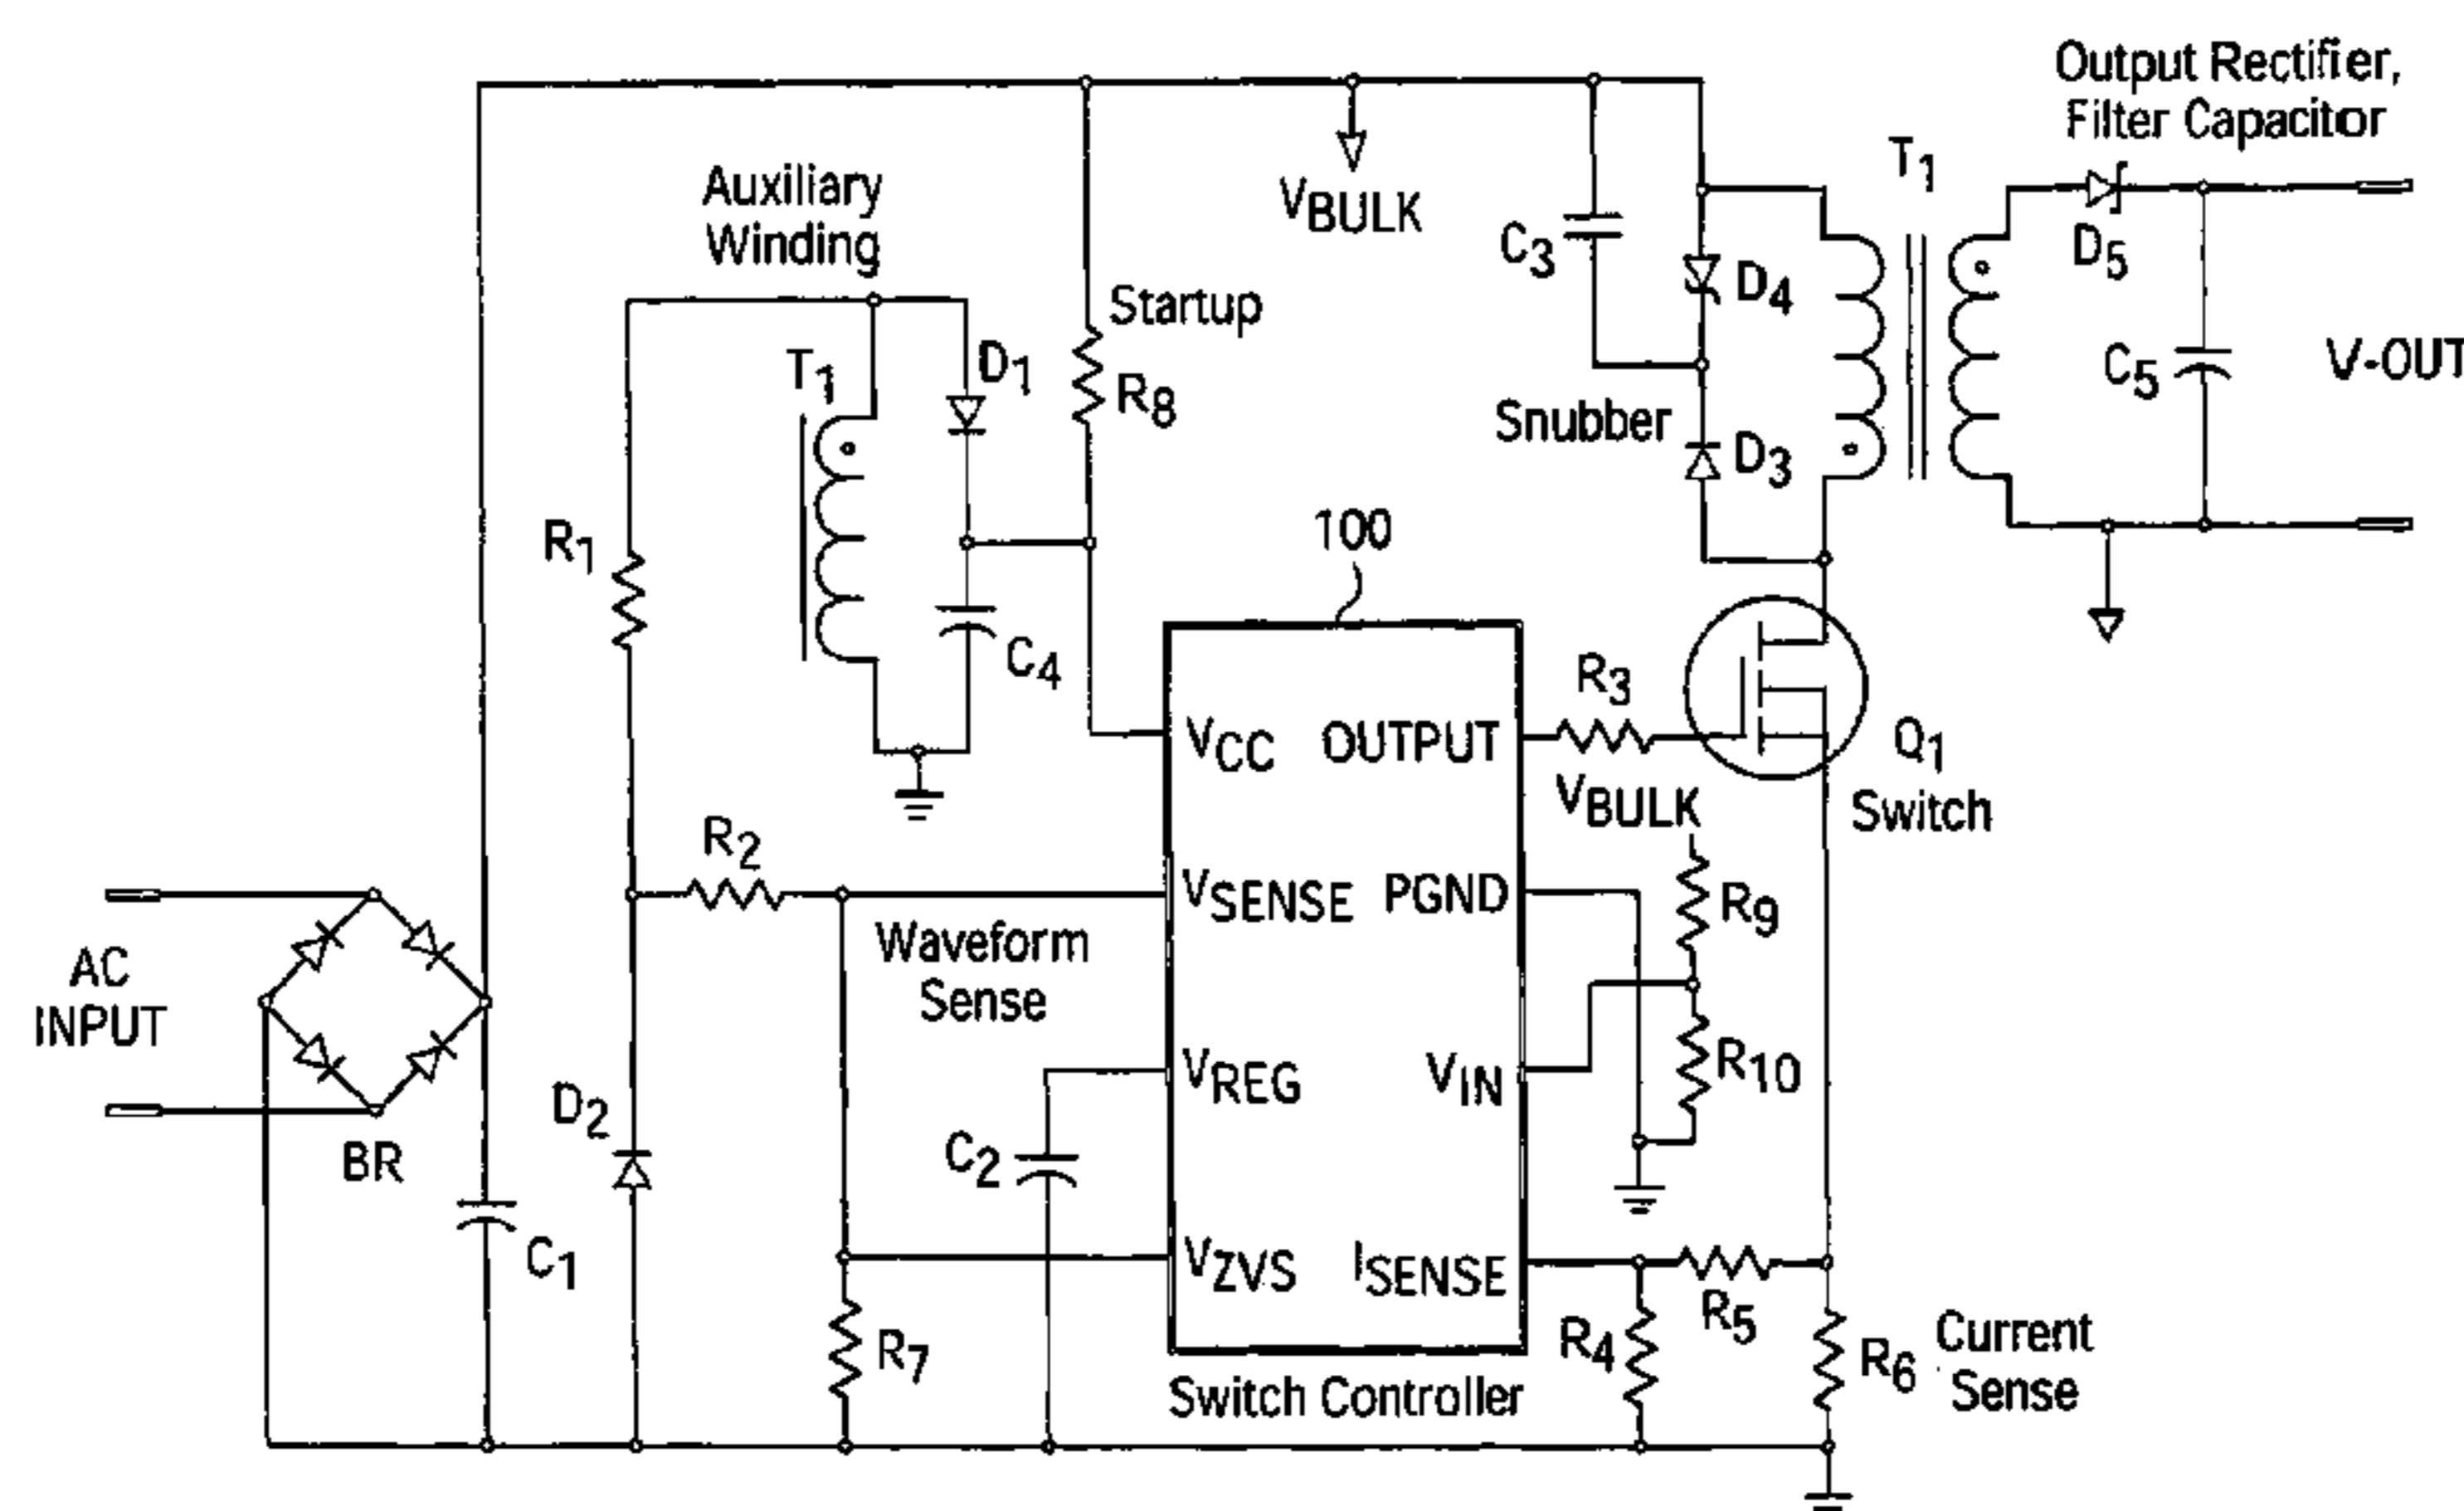 Output Rectifier,
Filter Capacitor
T1
Auxiliary
Winding
VBULK
C3
D4
D5
C5
V-OUT
Startup
T1
D1
R8
Snubber
D3
R1
100
C4
R3
VCC
OUTPUT
Q1
Switch
VBULK
R2
VSENSE
PGND
R9
Waveform
Sense
AC
INPUT
VREG
VIN
R10
D2
C2
BR
C1
VZVS
ISENSE
R5
R7
R4
R6
Current
Sense
Switch Controller